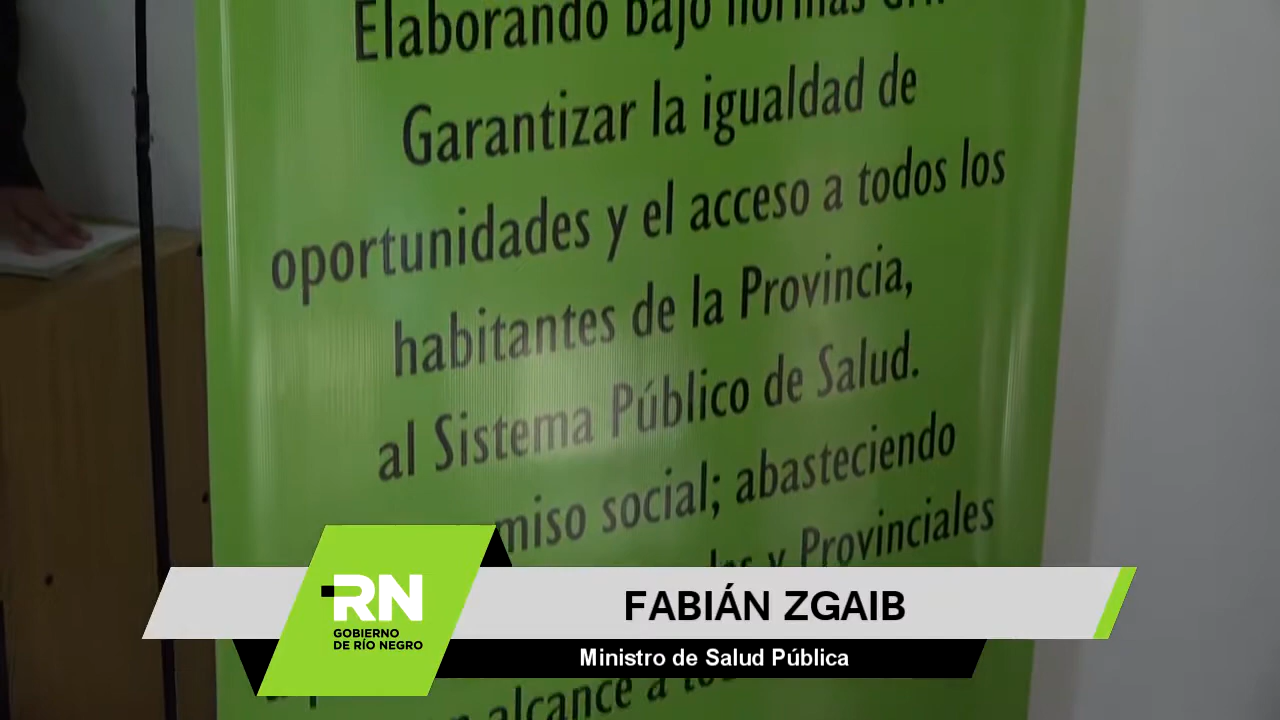 Elaborando bajo normas
Garantizar la igualdad de
oportunidades y el acceso a todos los
habitantes de la Provincia,
al Sistema Público de Salud.
miso social; abasteciendo
y Provinciales
RN
GOBIERNO
DE RÍO NEGRO
FABIÁN ZGAIB
Ministro de Salud Pública
alcance a